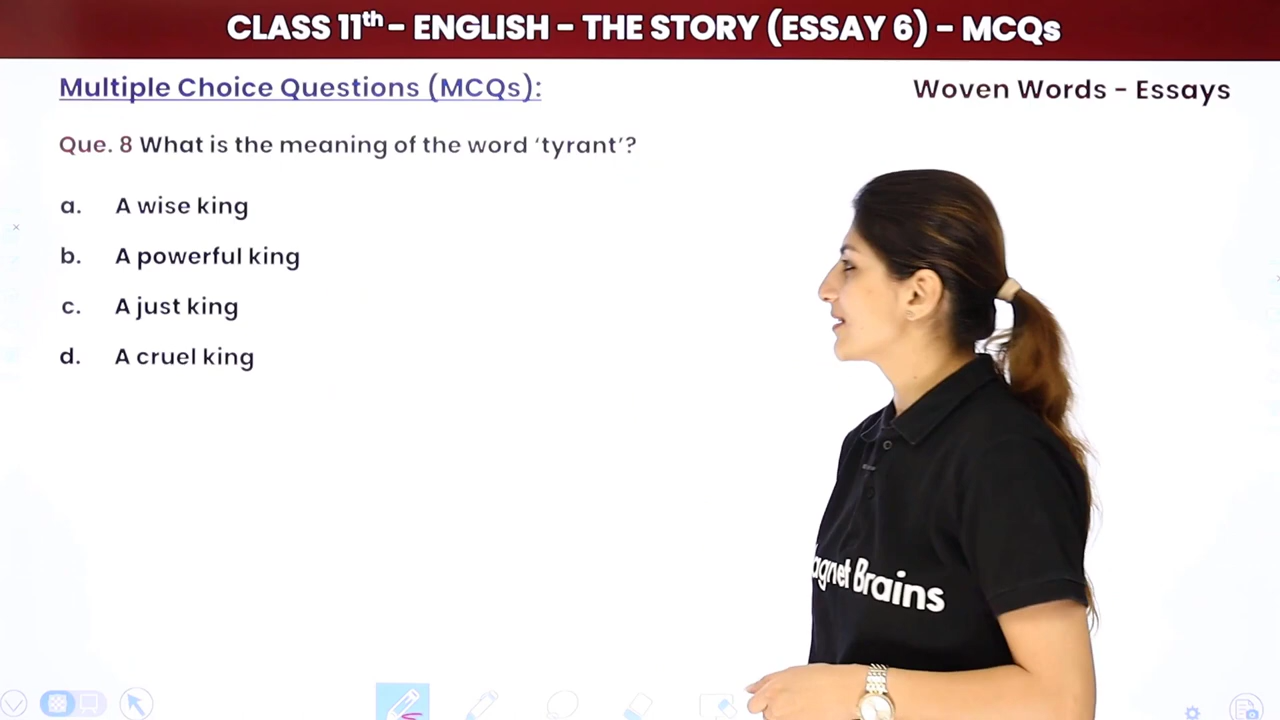 CLASS 11th - ENGLISH - THE STORY (ESSAY 6) - MCQs
Multiple Choice Questions (MCQs):
Woven Words - Essays
Que. 8 What is the meaning of the word ‘tyrant’?
a. A wise king
b. A powerful king
c. A just king
d. A cruel king
Brains